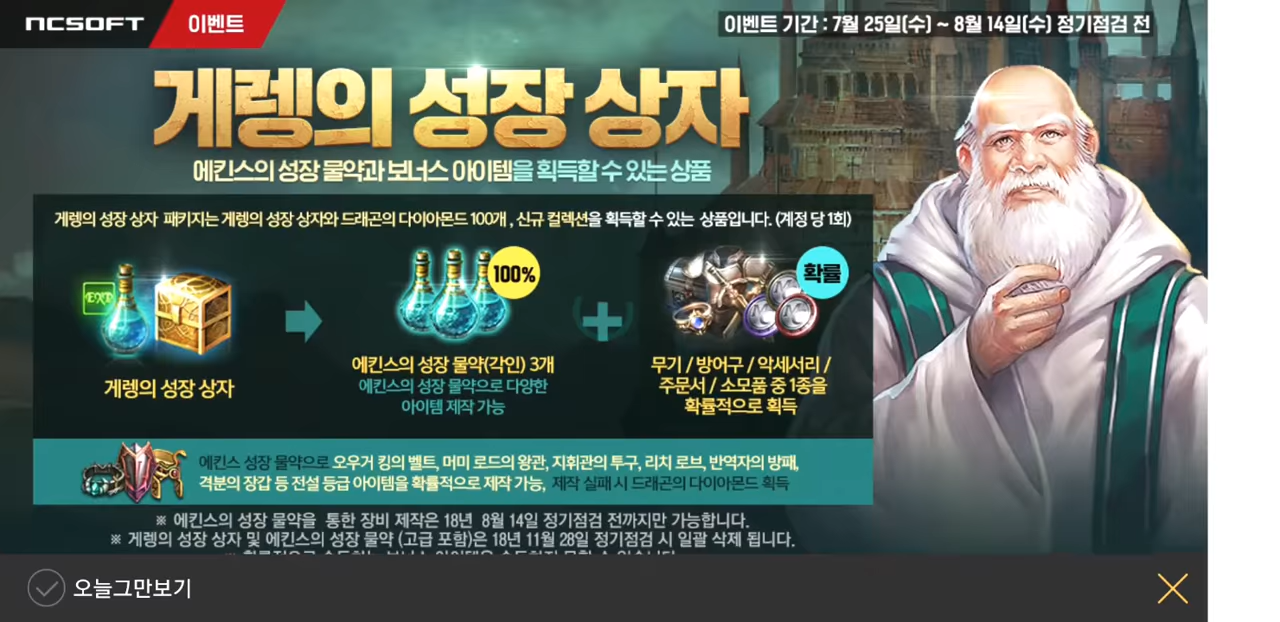 NCSOFT 이벤트
이벤트 기간 : 7월 25일(수) ~ 8월 14일(수) 정기점검 전
게렝의 성장 상자
에킨스의 성장 물약과 보너스 아이템을 획득할 수 있는 상품
게렝의 성장 상자 패키지는 게렝의 성장 상자와 드래곤의 다이아몬드 100개 , 신규 컬렉션을 획득할 수 있는 상품입니다. (계정 당 1회)
EXP
100%
확률
게렝의 성장 상자
에킨스의 성장 물약(각인) 3개
에킨스의 성장 물약으로 다양한
아이템 제작 가능
무기 / 방어구 / 악세서리 /
주문서 / 소모품 중 1종을
확률적으로 획득
에킨스 성장 물약으로 오우거 킹의 벨트, 머미 로드의 왕관, 지휘관의 투구, 리치 로브, 반역자의 방패,
격분의 장갑 등 전설 등급 아이템을 확률적으로 제작 가능, 제작 실패 시 드래곤의 다이아몬드 획득
※ 에킨스의 성장 물약을 통한 장비 제작은 18년 8월 14일 정기점검 전까지만 가능합니다.
※ 게렝의 성장 상자 및 에킨스의 성장 물약 (고급 포함)은 18년 11월 28일 정기점검 시 일괄 삭제 됩니다.
오늘그만보기